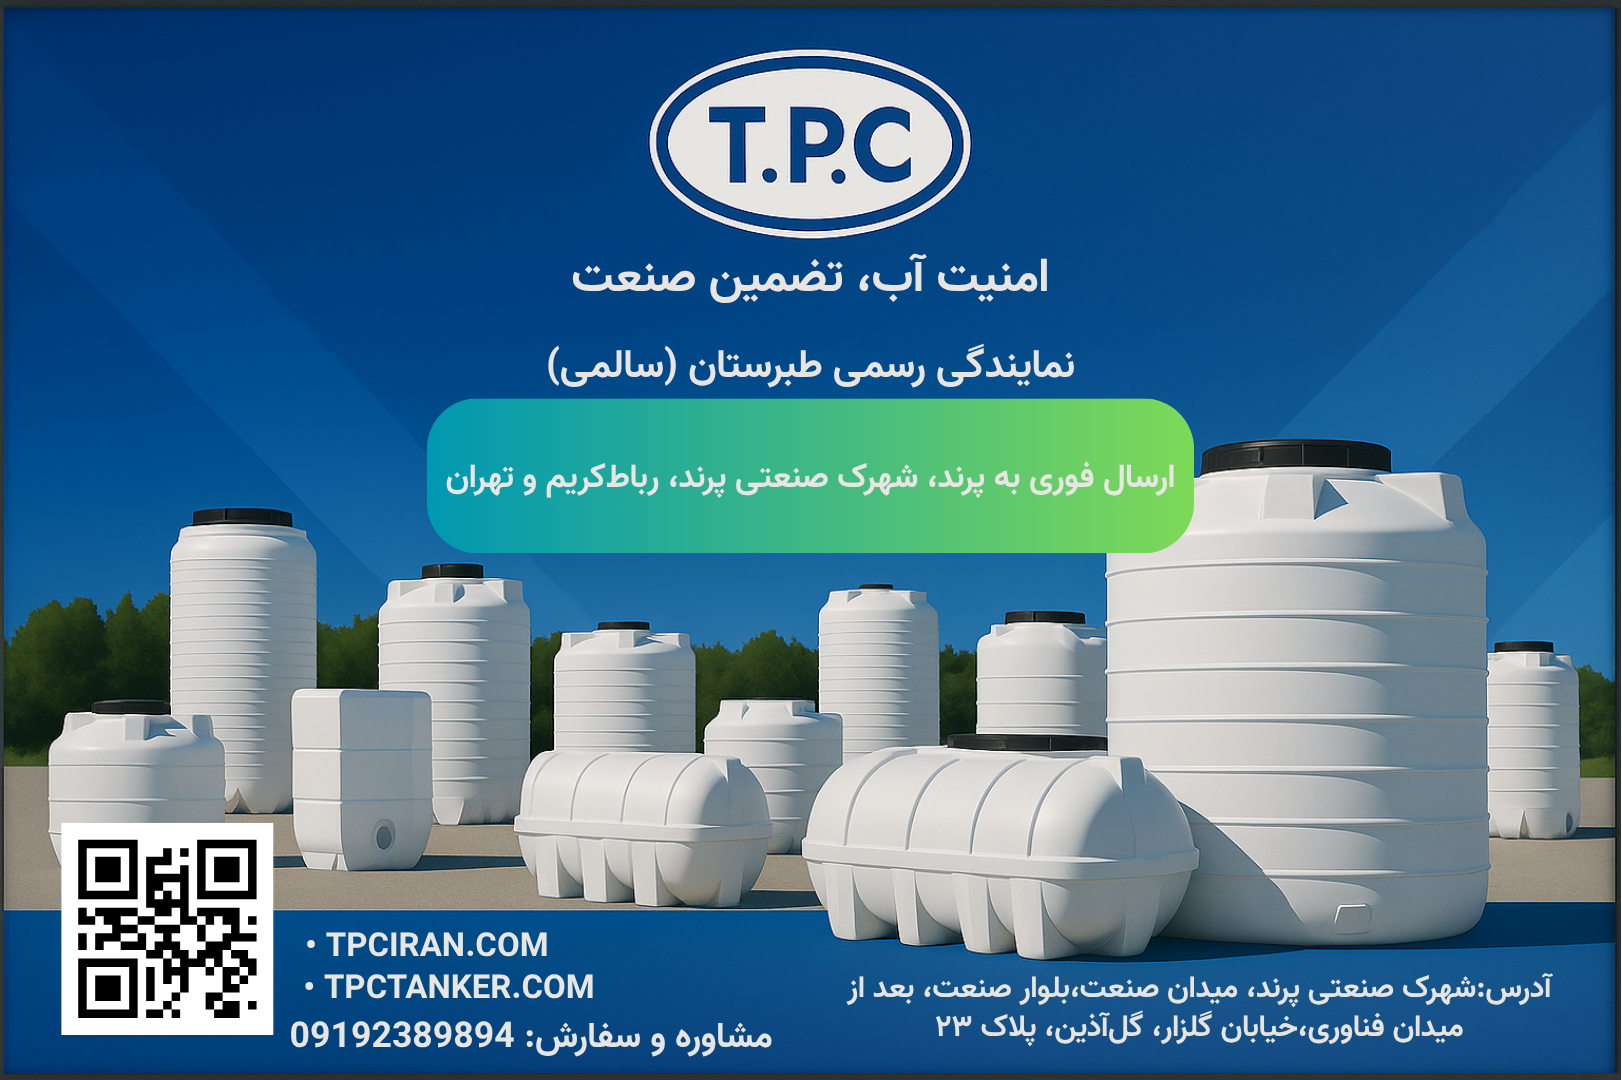 T.P.C
امنیت آب، تضمین صنعت
نمایندگی رسمی طبرستان (سالمی)
ارسال فوری به پرند، شهرک صنعتی پرند، رباط‌کریم و تهران
• TPCIRAN.COM
• TPCTANKER.COM
مشاوره و سفارش: 09192389894
آدرس:شهرک صنعتی پرند، میدان صنعت،بلوار صنعت، بعد از
میدان فناوری،خیابان گلزار، گل‌آذین، پلاک ۲۳